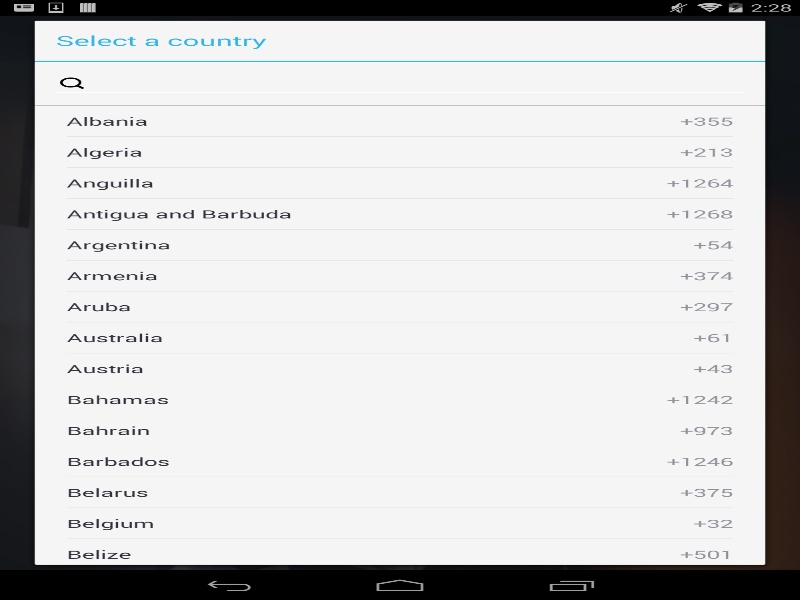 2:28
Select a country
Albania +355
Algeria +213
Anguilla +1264
Antigua and Barbuda +1268
Argentina +54
Armenia +374
Aruba +297
Australia +61
Austria +43
Bahamas +1242
Bahrain +973
Barbados +1246
Belarus +375
Belgium +32
Belize +501